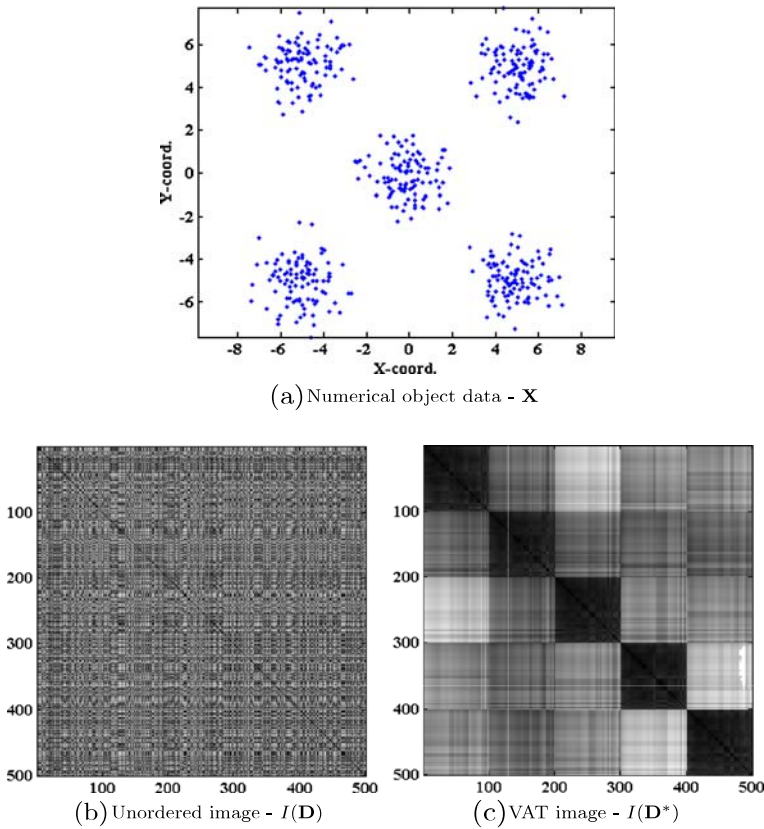 6
4
2
0
-2
-4
-6
Y-coord.
-8 -6 -4 -2 0 2 4 6 8
X-coord.
(a) Numerical object data - X
100
200
300
400
500
100 200 300 400 500
(b) Unordered image - I(D)
100
200
300
400
500
100 200 300 400 500
(c) VAT image - I(D*)